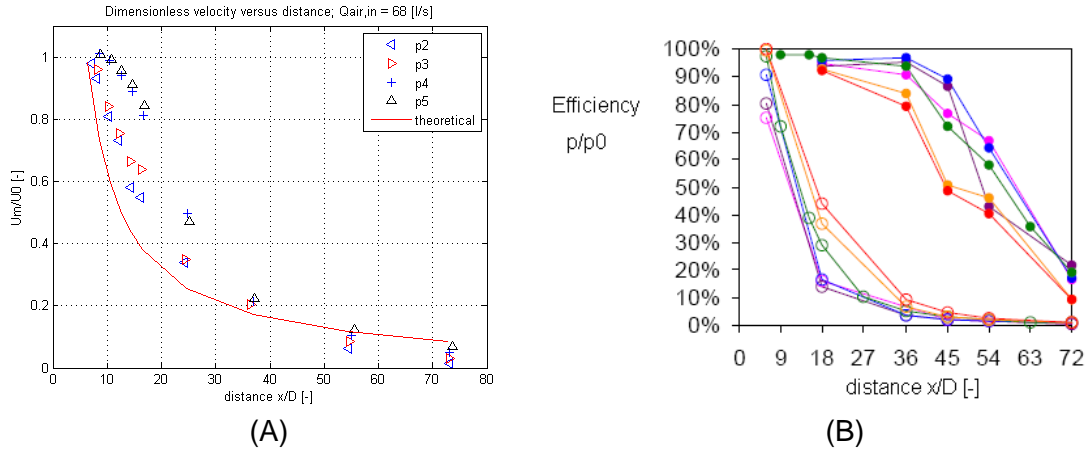 Dimensionless velocity versus distance; Qair,in = 68 [l/s]
1
0.8
0.6
0.4
0.2
0
Um/U0 [-]
p2
p3
p4
p5
theoretical
0 10 20 30 40 50 60 70 80
distance x/D [-]
(A)
Efficiency
p/p0
100%
90%
80%
70%
60%
50%
40%
30%
20%
10%
0%
0 9 18 27 36 45 54 63 72
distance x/D [-]
(B)